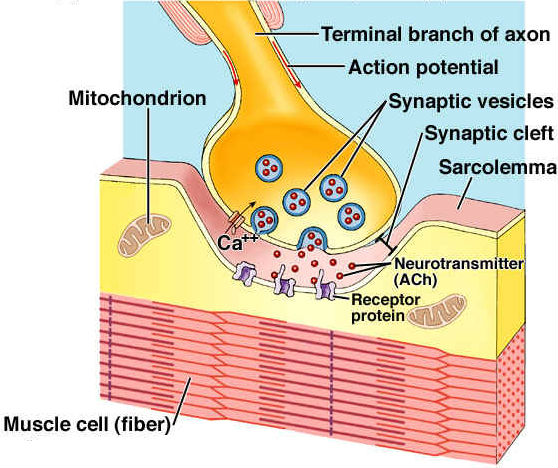 Terminal branch of axon
Action potential
Mitochondrion
Synaptic vesicles
Synaptic cleft
Sarcolemma
Ca++
Neurotransmitter
(ACh)
Receptor
protein
Muscle cell (fiber)